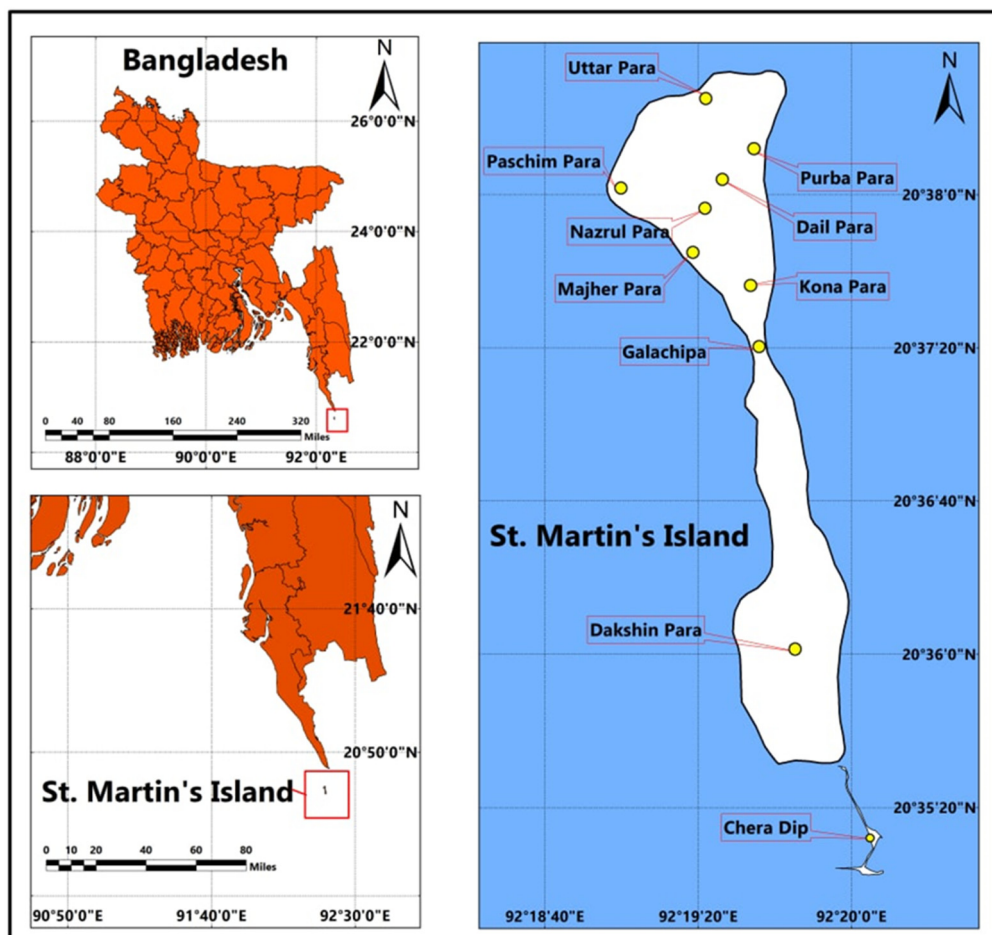 Bangladesh
N
26°0'0"N
24°0'0"N
22°0'0"N
0 40 80 160 240 320
Miles
88°0'0"E 90°0'0"E 92°0'0"E
N
21°40'0"N
20°50'0"N
St. Martin's Island
0 10 20 40 60 80
Miles
90°50'0"E 91°40'0"E 92°30'0"E
N
Uttar Para
Paschim Para
Purba Para
20°38'0"N
Nazrul Para
Dail Para
Majher Para
Kona Para
Galachipa
20°37'20"N
20°36'40"N
St. Martin's Island
Dakshin Para
20°36'0"N
20°35'20"N
Chera Dip
92°18'40"E 92°19'20"E 92°20'0"E